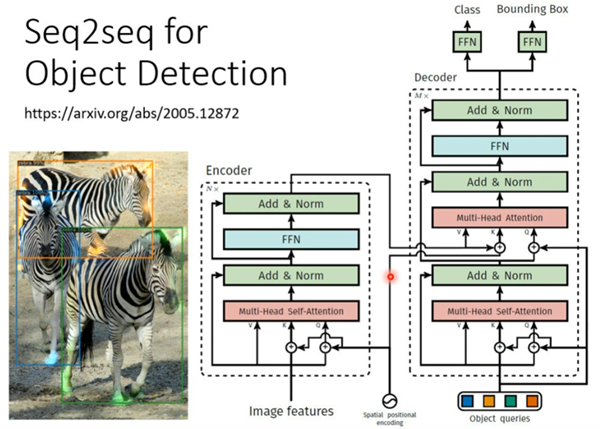 Seq2seq for
Object Detection
https://arxiv.org/abs/2005.12872
Class
Bounding Box
FFN
FFN
Decoder
M×
Add & Norm
FFN
Add & Norm
Multi-Head Attention
V
K
Q
Add & Norm
Multi-Head Self-Attention
V
K
Q
Object queries
Encoder
N×
Add & Norm
FFN
Add & Norm
Multi-Head Self-Attention
V
K
Q
Image features
Spatial positional
encoding